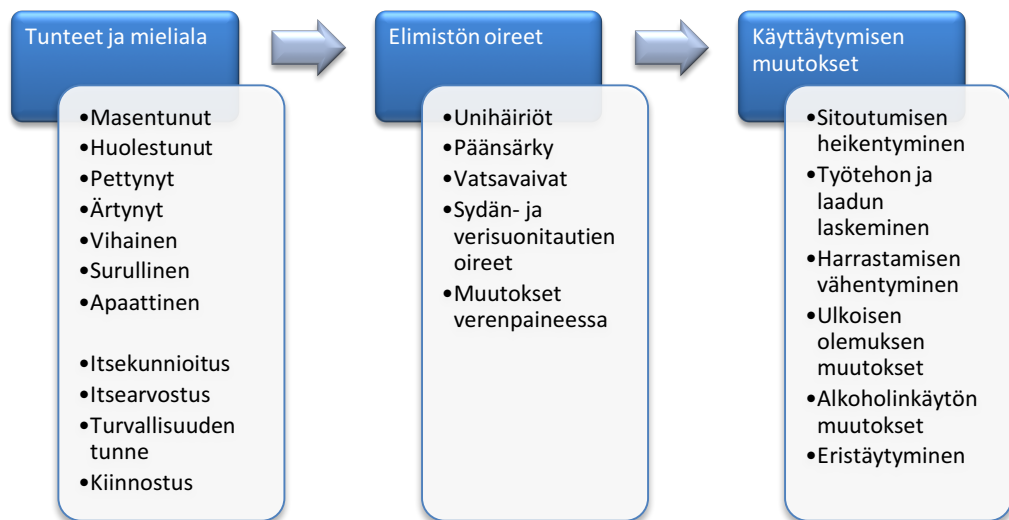 Tunteet ja mieliala
•Masentunut
•Huolestunut
•Pettynyt
•Ärtynyt
•Vihainen
•Surullinen
•Apaattinen
•Itsekunnioitus
•Itsearvostus
•Turvallisuuden
tunne
•Kiinnostus
Elimistön oireet
•Unihäiriöt
•Päänsärky
•Vatsavaivat
•Sydän- ja
verisuonitautien
oireet
•Muutokset
verenpaineessa
Käyttäytymisen
muutokset
•Sitoutumisen
heikentyminen
•Työtehon ja
laadun
laskeminen
•Harrastamisen
vähentyminen
•Ulkoisen
olemuksen
muutokset
•Alkoholinkäytön
muutokset
•Eristäytyminen